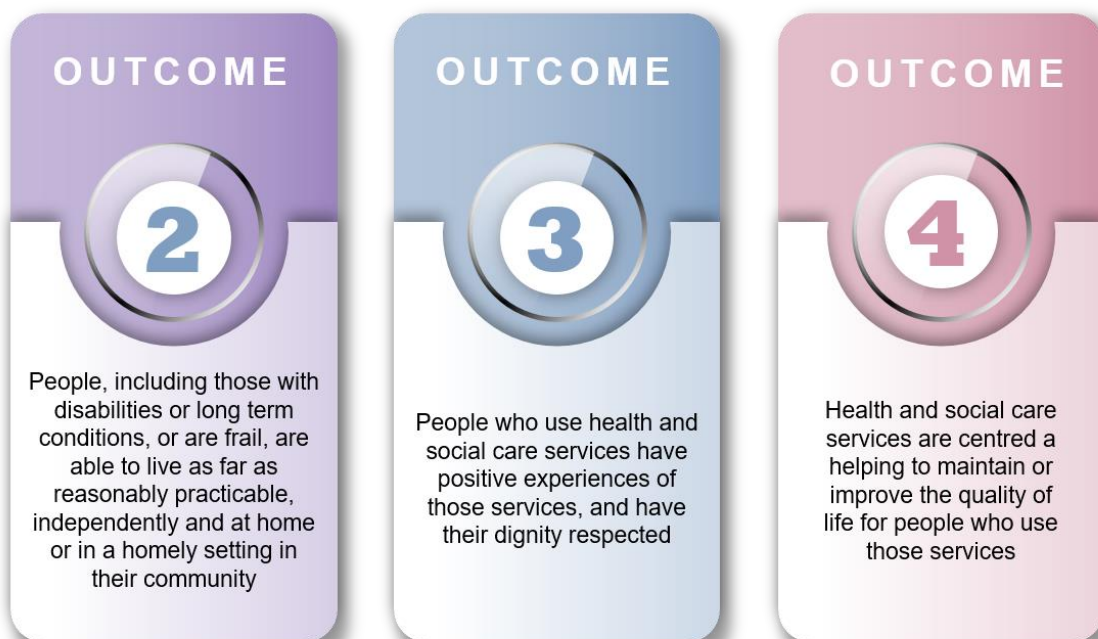 OUTCOME
2
People, including those with
disabilities or long term
conditions, or are frail, are
able to live as far as
reasonably practicable,
independently and at home
or in a homely setting in
their community
OUTCOME
3
People who use health and
social care services have
positive experiences of
those services, and have
their dignity respected
OUTCOME
4
Health and social care
services are centred a
helping to maintain or
improve the quality of
life for people who use
those services